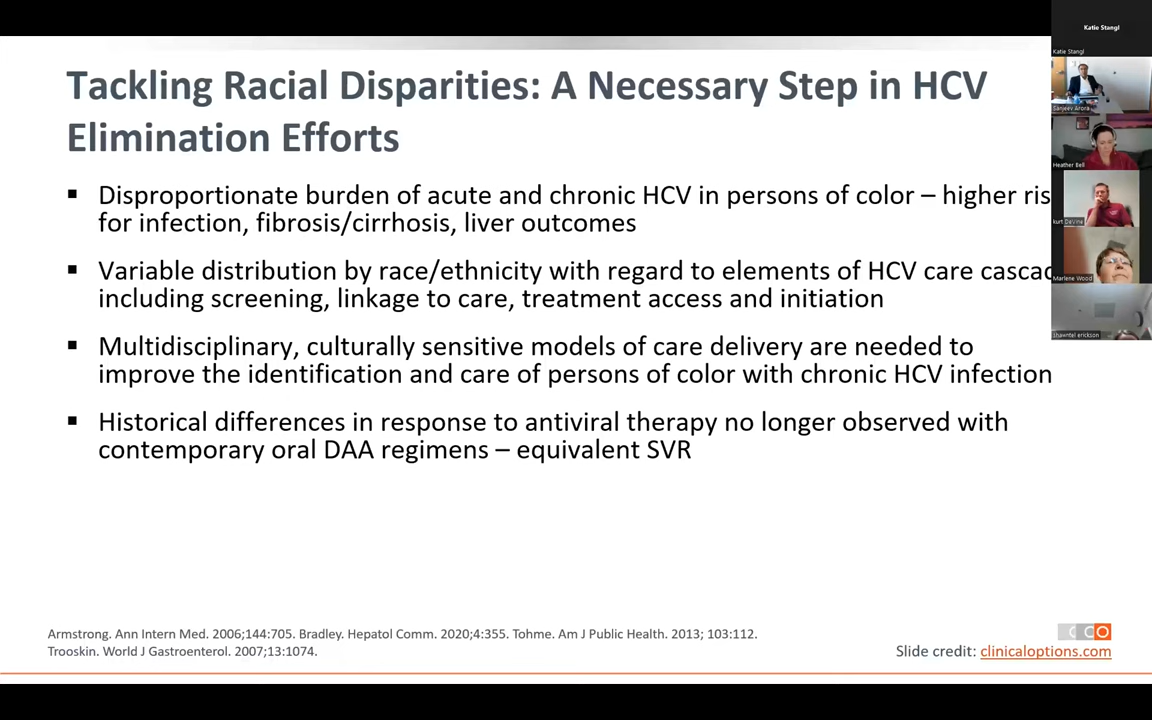 Katie Stangl
Katie Stangl
Sanjeev Arora
Heather Bell
kurt DeVine
Marlene Wood
shawntel erickson
Tackling Racial Disparities: A Necessary Step in HCV
Elimination Efforts
▪ Disproportionate burden of acute and chronic HCV in persons of color – higher ris
for infection, fibrosis/cirrhosis, liver outcomes
▪ Variable distribution by race/ethnicity with regard to elements of HCV care cascad
including screening, linkage to care, treatment access and initiation
▪ Multidisciplinary, culturally sensitive models of care delivery are needed to
improve the identification and care of persons of color with chronic HCV infection
▪ Historical differences in response to antiviral therapy no longer observed with
contemporary oral DAA regimens – equivalent SVR
Armstrong. Ann Intern Med. 2006;144:705. Bradley. Hepatol Comm. 2020;4:355. Tohme. Am J Public Health. 2013; 103:112.
Trooskin. World J Gastroenterol. 2007;13:1074.
CCO
Slide credit: clinicaloptions.com